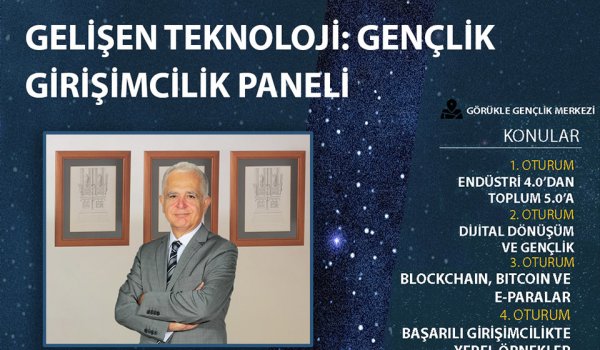 GELİŞEN TEKNOLOJİ: GENÇLİK
GİRİŞİMCİLİK PANELİ
GÖRÜKLE GENÇLİK MERKEZİ
KONULAR
1. OTURUM
ENDÜSTRİ 4.0'DAN
TOPLUM 5.0'A
2. OTURUM
DİJİTAL DÖNÜŞÜM
VE GENÇLİK
3. OTURUM
BLOCKCHAIN, BITCOIN VE
E-PARALAR
4. OTURUM
BAŞARILI GİRİŞİMCİLİKTE
YEREL ÖRNEKLER